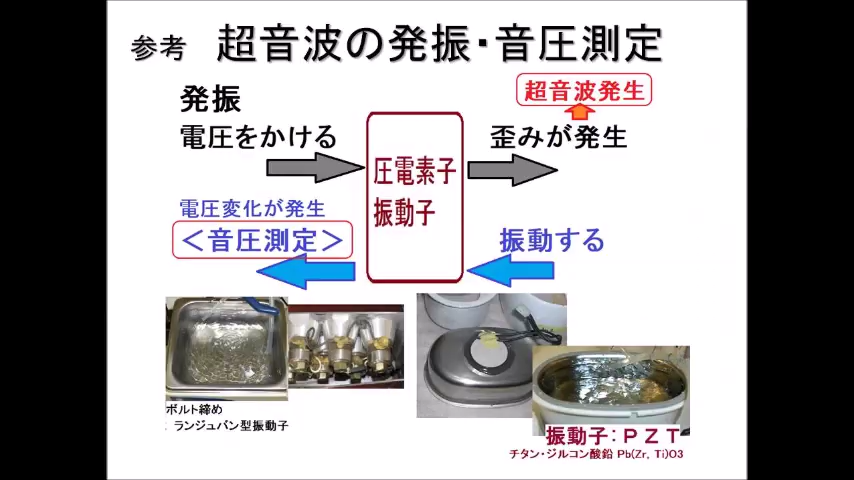 参考 超音波の発振・音圧測定
超音波発生
発振
電圧をかける
歪みが発生
圧電素子
振動子
電圧変化が発生
＜音圧測定＞
振動する
ボルト締め
: ランジュバン型振動子
振動子：ＰＺＴ
チタン・ジルコン酸鉛 Pb(Zr, Ti)O3